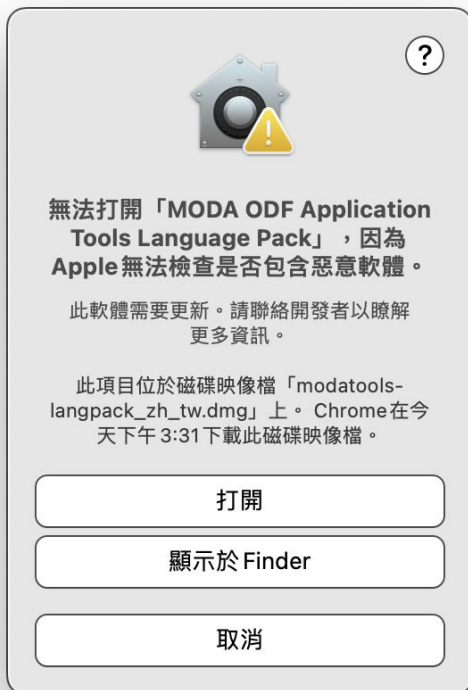 ?
無法打開「MODA ODF Application
Tools Language Pack」，因為
Apple無法檢查是否包含惡意軟體。
此軟體需要更新。請聯絡開發者以瞭解
更多資訊。
此項目位於磁碟映像檔「modatools-
langpack_zh_tw.dmg」上。 Chrome在今
天下午3:31下載此磁碟映像檔。
打開
顯示於Finder
取消